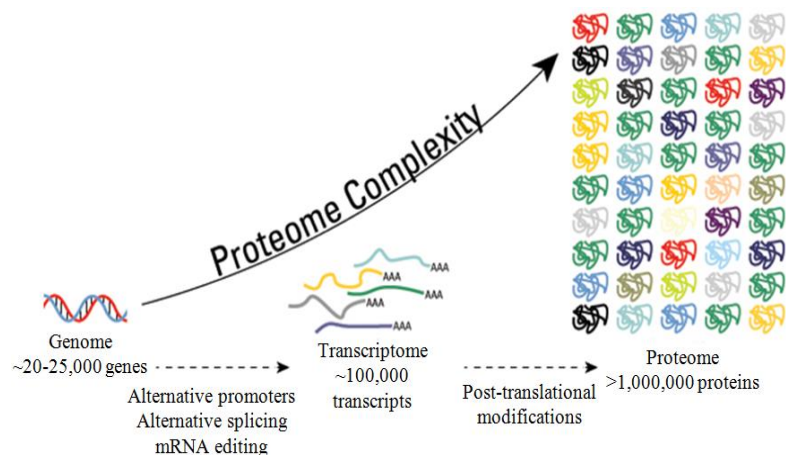 Proteome Complexity
AAA
AAA
AAA
AAA
AAA
Genome
~20-25,000 genes
Alternative promoters
Alternative splicing
mRNA editing
Transcriptome
~100,000
transcripts
Post-translational
modifications
Proteome
>1,000,000 proteins